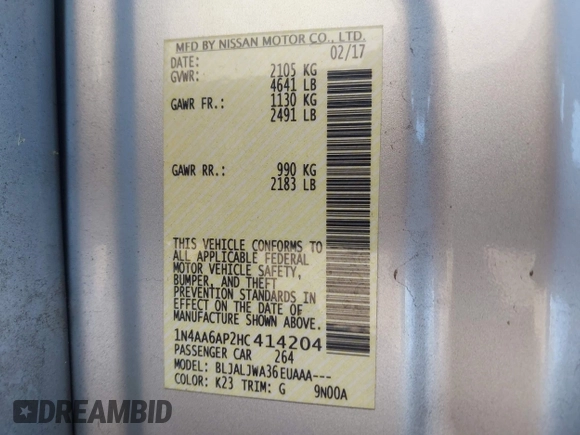 MFD BY NISSAN MOTOR CO., LTD.
DATE: 02/17
GVWR: 2105 KG
4641 LB
GAWR FR.: 1130 KG
2491 LB
GAWR RR.: 990 KG
2183 LB
THIS VEHICLE CONFORMS TO
ALL APPLICABLE FEDERAL
MOTOR VEHICLE SAFETY,
BUMPER, AND THEFT
PREVENTION STANDARDS IN
EFFECT ON THE DATE OF
MANUFACTURE SHOWN ABOVE.
1N4AA6AP2HC414204
PASSENGER CAR 264
MODEL: BLJALJWA36EUAAA---
COLOR: K23 TRIM: G 9N00A
DREAMBID